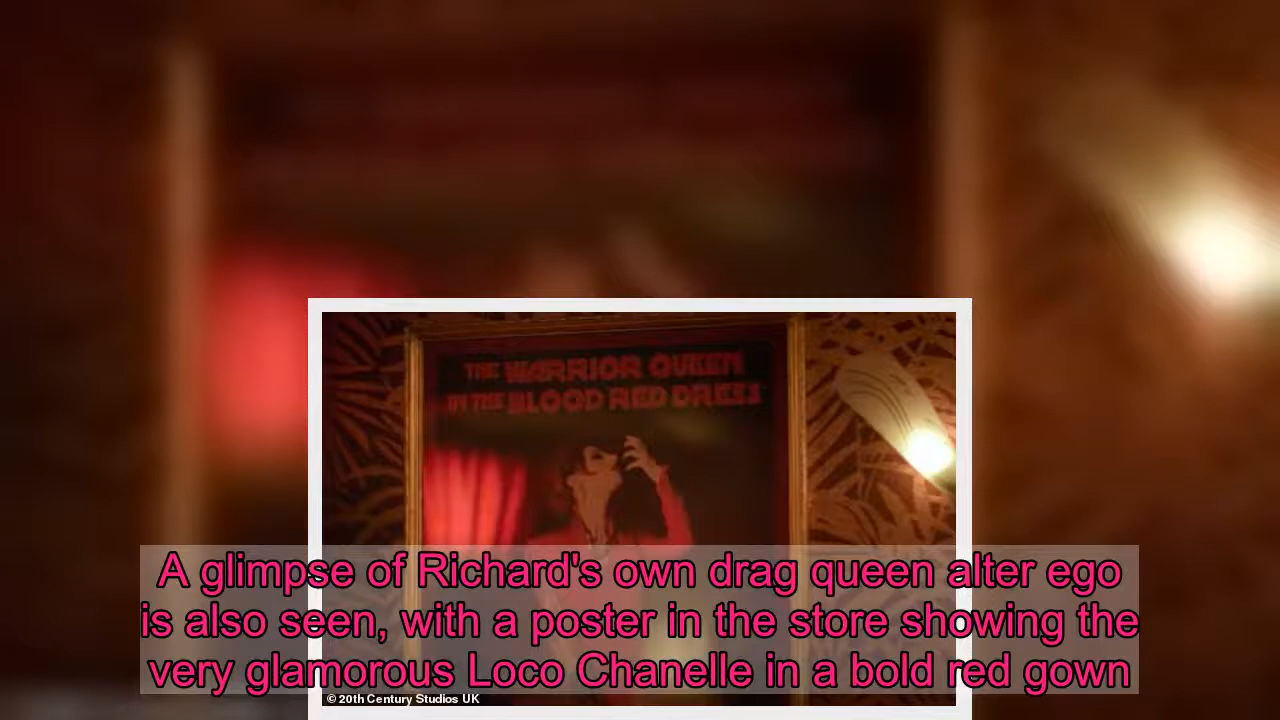 THE WARRIOR QUEEN
IN THE BLOOD RED DRESS
A glimpse of Richard's own drag queen alter ego
is also seen, with a poster in the store showing the
very glamorous Loco Chanelle in a bold red gown
© 20th Century Studios UK